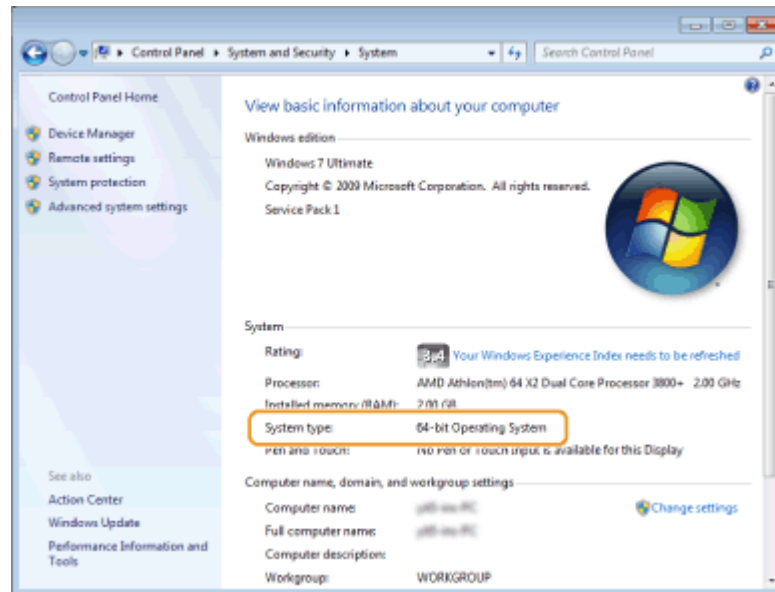 Control Panel ▸ System and Security ▸ System
Search Control Panel
Control Panel Home
Device Manager
Remote settings
System protection
Advanced system settings
See also
Action Center
Windows Update
Performance Information and
Tools
View basic information about your computer
Windows edition
Windows 7 Ultimate
Copyright © 2009 Microsoft Corporation. All rights reserved.
Service Pack 1
System
Rating: 3,4 Your Windows Experience Index needs to be refreshed
Processor: AMD Athlon(tm) 64 X2 Dual Core Processor 3800+ 2.00 GHz
Installed memory (RAM): 2.00 GB
System type: 64-bit Operating System
Pen and Touch: No Pen or Touch Input is available for this Display
Computer name, domain, and workgroup settings
Computer name: Change settings
Full computer name:
Computer description:
Workgroup: WORKGROUP